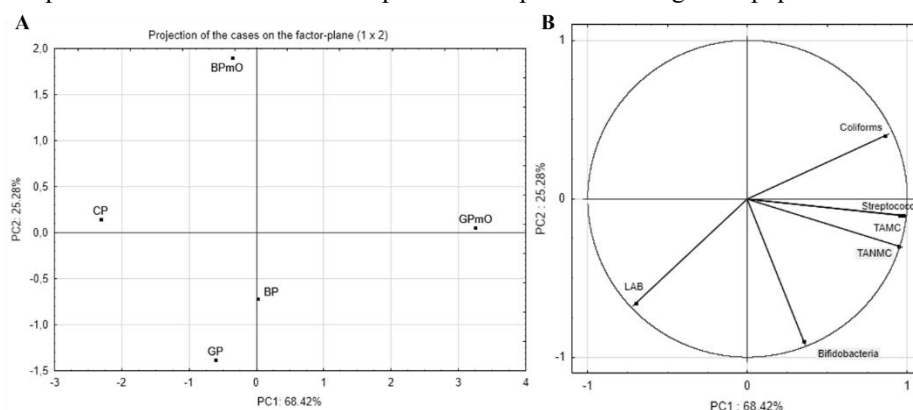 A
Projection of the cases on the factor-plane (1 x 2)
2,0
1,5
1,0
0,5
0,0
-0,5
-1,0
-1,5
PC2: 25.28%
BPmO
CP
GPmO
BP
GP
-3
-2
-1
0
1
2
3
4
PC1: 68.42%
B
1
0
-1
PC2 : 25.28%
Coliforms
Streptococ
TAMC
TANMC
LAB
Bifidobacteria
-1
0
1
PC1 : 68.42%